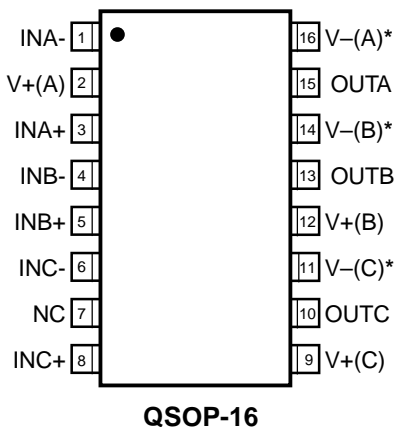 INA- 1 16 V–(A)*
V+(A) 2 15 OUTA
INA+ 3 14 V–(B)*
INB- 4 13 OUTB
INB+ 5 12 V+(B)
INC- 6 11 V–(C)*
NC 7 10 OUTC
INC+ 8 9 V+(C)
QSOP-16